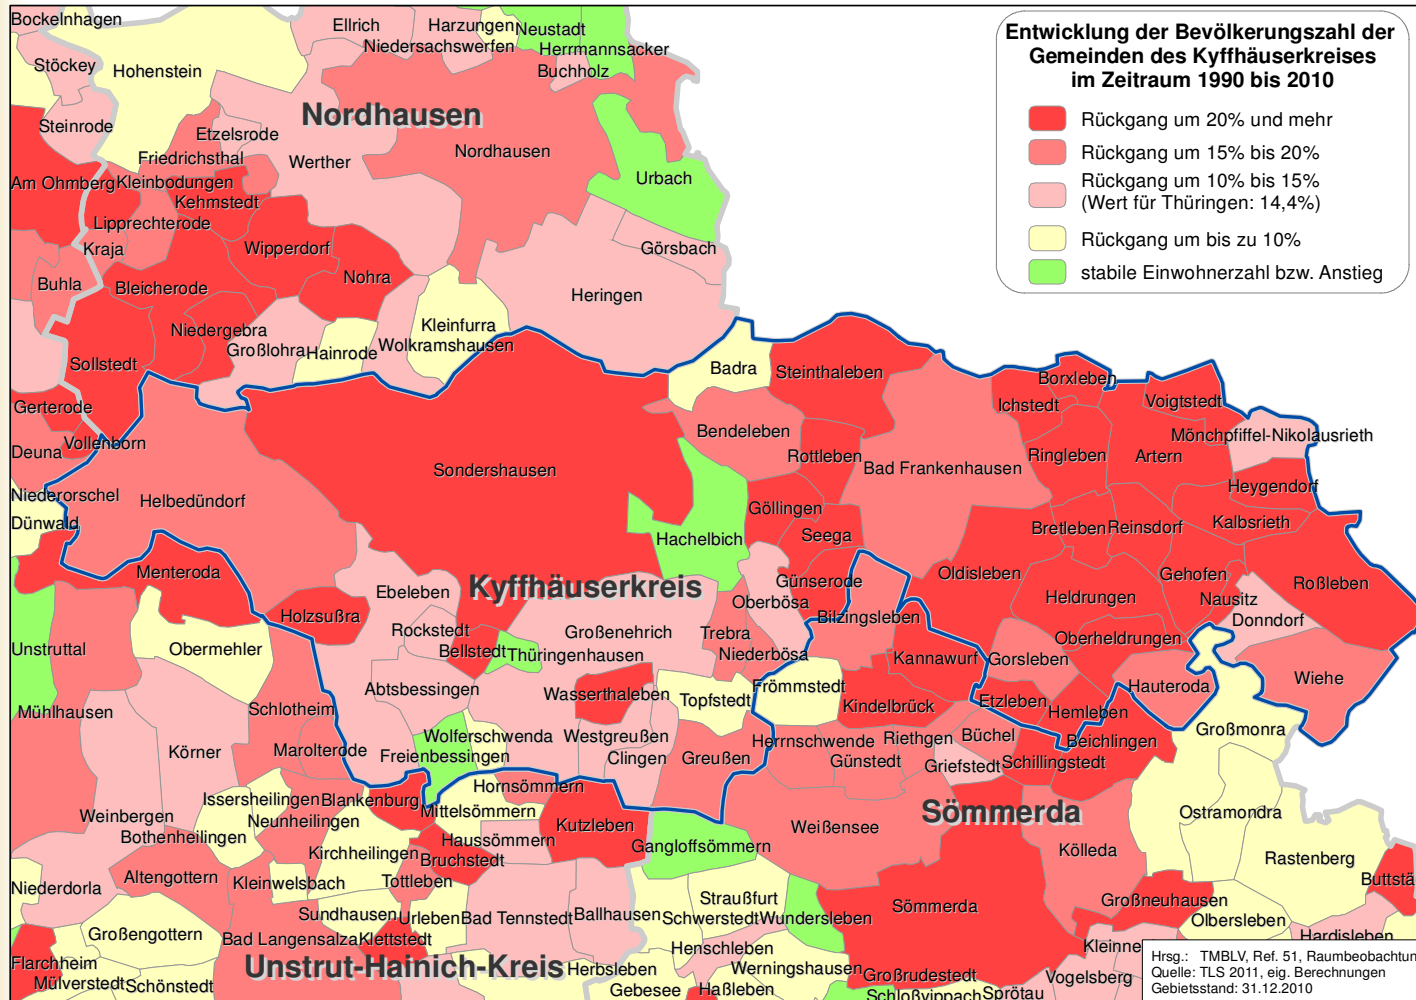 Entwicklung der Bevölkerungszahl der
Gemeinden des Kyffhäuserkreises
im Zeitraum 1990 bis 2010
Rückgang um 20% und mehr
Rückgang um 15% bis 20%
Rückgang um 10% bis 15%
(Wert für Thüringen: 14,4%)
Rückgang um bis zu 10%
stabile Einwohnerzahl bzw. Anstieg
Bockelnhagen
Ellrich
Harzungen
Neustadt
Niedersachswerfen
Herrmannsacker
Stöckey
Hohenstein
Buchholz
Nordhausen
Steinrode
Etzelsrode
Friedrichsthal
Werther
Nordhausen
Urbach
Am Ohmberg
Kleinbodungen
Kehmstedt
Lipprechterode
Kraja
Wipperdorf
Görsbach
Buhla
Bleicherode
Nohra
Heringen
Niedergebra
Kleinfurra
Großlohra
Hainrode
Wolkramshausen
Sollstedt
Badra
Steinthaleben
Borxleben
Gerterode
Ichstedt
Voigtstedt
Vollenborn
Deuna
Bendeleben
Mönchpfiffel-Nikolausrieth
Rottleben
Bad Frankenhausen
Ringleben
Artern
Sondershausen
Niederorschel
Helbedündorf
Heygendorf
Dünwald
Göllingen
Kalbsrieth
Hachelbich
Seega
Bretleben
Reinsdorf
Menteroda
Oldisleben
Gehofen
Roßleben
Ebeleben
Kyffhäuserkreis
Günserode
Heldrungen
Nausitz
Holzsußra
Oberbösa
Bilzingsleben
Donndorf
Rockstedt
Großenehrich
Trebra
Oberheldrungen
Unstruttal
Obermehler
Bellstedt
Thüringenhausen
Niederbösa
Kannawurf
Gorsleben
Wiehe
Abtsbessingen
Wasserthaleben
Topfstedt
Frömmstedt
Hauteroda
Mühlhausen
Schlotheim
Kindelbrück
Etzleben
Hemleben
Körner
Marolterode
Wolferschwenda
Westgreußen
Herrnschwende
Riethgen
Büchel
Beichlingen
Großmonra
Freienbessingen
Clingen
Greußen
Günstedt
Griefstedt
Schillingstedt
Issersheilingen
Blankenburg
Hornsömmern
Weinbergen
Neunheilingen
Mittelsömmern
Sömmerda
Ostramondra
Bothenheilingen
Kutzleben
Weißensee
Haussömmern
Gangloffsömmern
Kirchheilingen
Bruchstedt
Kölleda
Rastenberg
Altengottern
Kleinwelsbach
Tottleben
Niederdorla
Straußfurt
Großneuhausen
Sundhausen
Urleben
Bad Tennstedt
Ballhausen
Schwerstedt
Wundersleben
Sömmerda
Olbersleben
Großengottern
Bad Langensalza
Klettstedt
Henschleben
Hardisleben
Flarchheim
Unstrut-Hainich-Kreis
Herbsleben
Werningshausen
Großrudestedt
Vogelsberg
Mülverstedt
Schönstedt
Gebesee
Haßleben
Schloßvippach
Sprötau
Kleinne
Buttstä
Hrsg.: TMBLV, Ref. 51, Raumbeobachtun
Quelle: TLS 2011, eig. Berechnungen
Gebietsstand: 31.12.2010